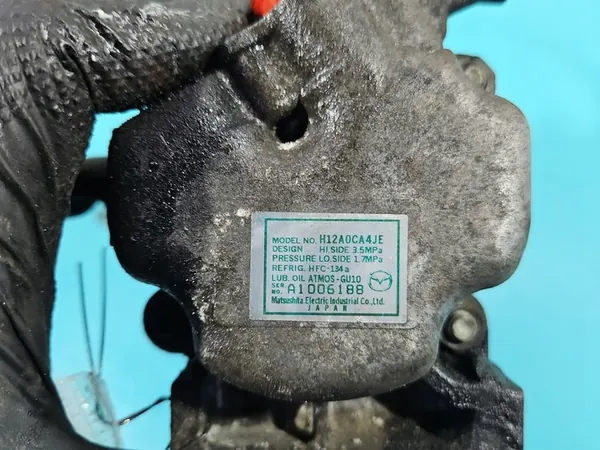 MODEL NO. H12A0CA4JE
DESIGN HI.SIDE 3.5MPa
PRESSURE LO.SIDE 1.7MPa
REFRIG. HFC-134a
LUB. OIL ATMOS-GU10
SER NO. A1006188
Matsushita Electric Industrial Co.,Ltd.
JAPAN